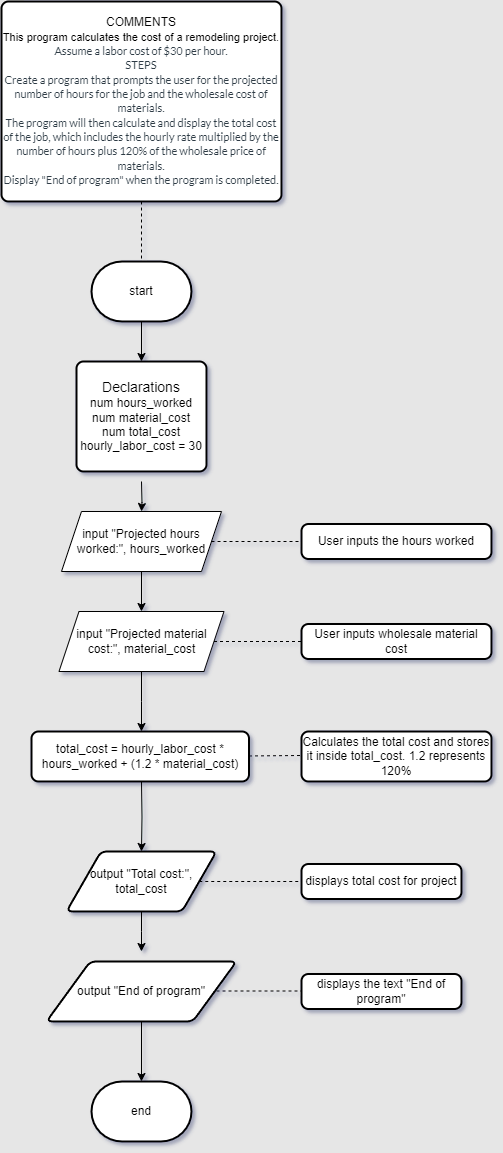 COMMENTS
This program calculates the cost of a remodeling project.
Assume a labor cost of $30 per hour.
STEPS
Create a program that prompts the user for the projected
number of hours for the job and the wholesale cost of
materials.
The program will then calculate and display the total cost
of the job, which includes the hourly rate multiplied by the
number of hours plus 120% of the wholesale price of
materials.
Display "End of program" when the program is completed.
start
Declarations
num hours_worked
num material_cost
num total_cost
hourly_labor_cost = 30
input "Projected hours
worked:", hours_worked
User inputs the hours worked
input "Projected material
cost:", material_cost
User inputs wholesale material
cost
total_cost = hourly_labor_cost *
hours_worked + (1.2 * material_cost)
Calculates the total cost and stores
it inside total_cost. 1.2 represents
120%
output "Total cost:",
total_cost
displays total cost for project
output "End of program"
displays the text "End of
program"
end